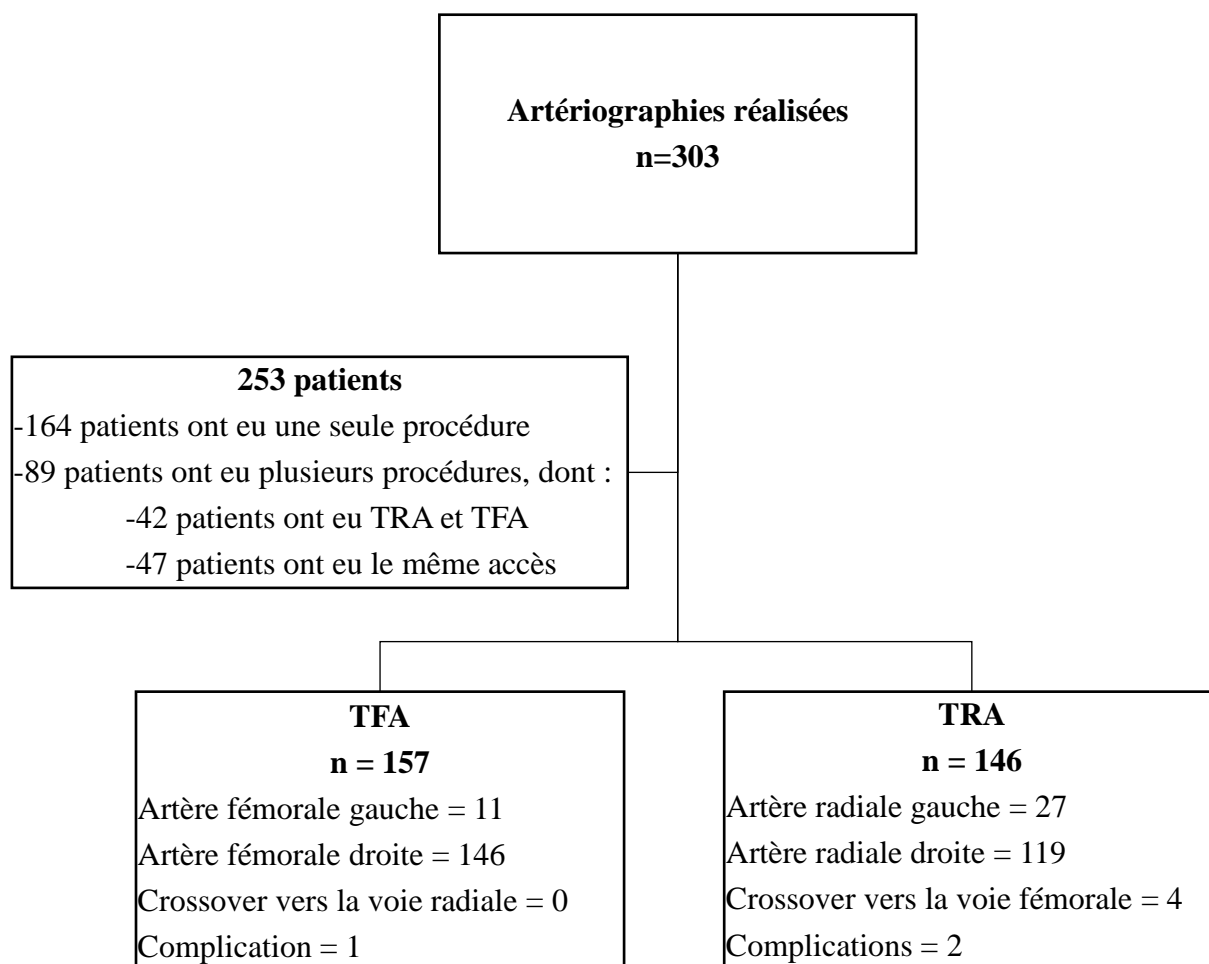 Artériographies réalisées
n=303
253 patients
-164 patients ont eu une seule procédure
-89 patients ont eu plusieurs procédures, dont :
-42 patients ont eu TRA et TFA
-47 patients ont eu le même accès
TFA
n = 157
Artère fémorale gauche = 11
Artère fémorale droite = 146
Crossover vers la voie radiale = 0
Complication = 1
TRA
n = 146
Artère radiale gauche = 27
Artère radiale droite = 119
Crossover vers la voie fémorale = 4
Complications = 2